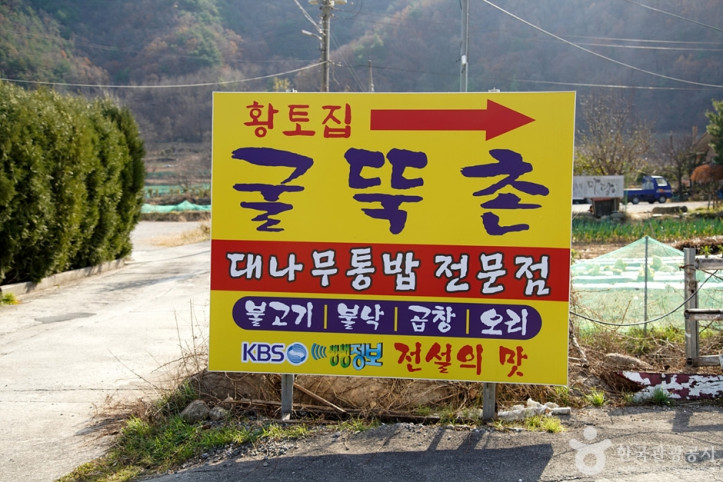 황토집
굴뚝촌
대나무통밥 전문점
불고기 | 불낙 | 곱창 | 오리
KBS 생생정보 전설의 맛
한국관광공사